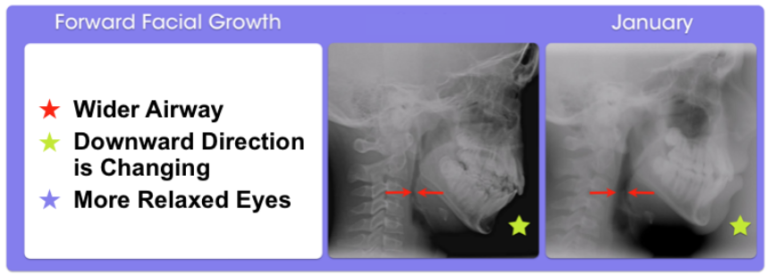 Forward Facial Growth
January
Wider Airway
Downward Direction
is Changing
More Relaxed Eyes